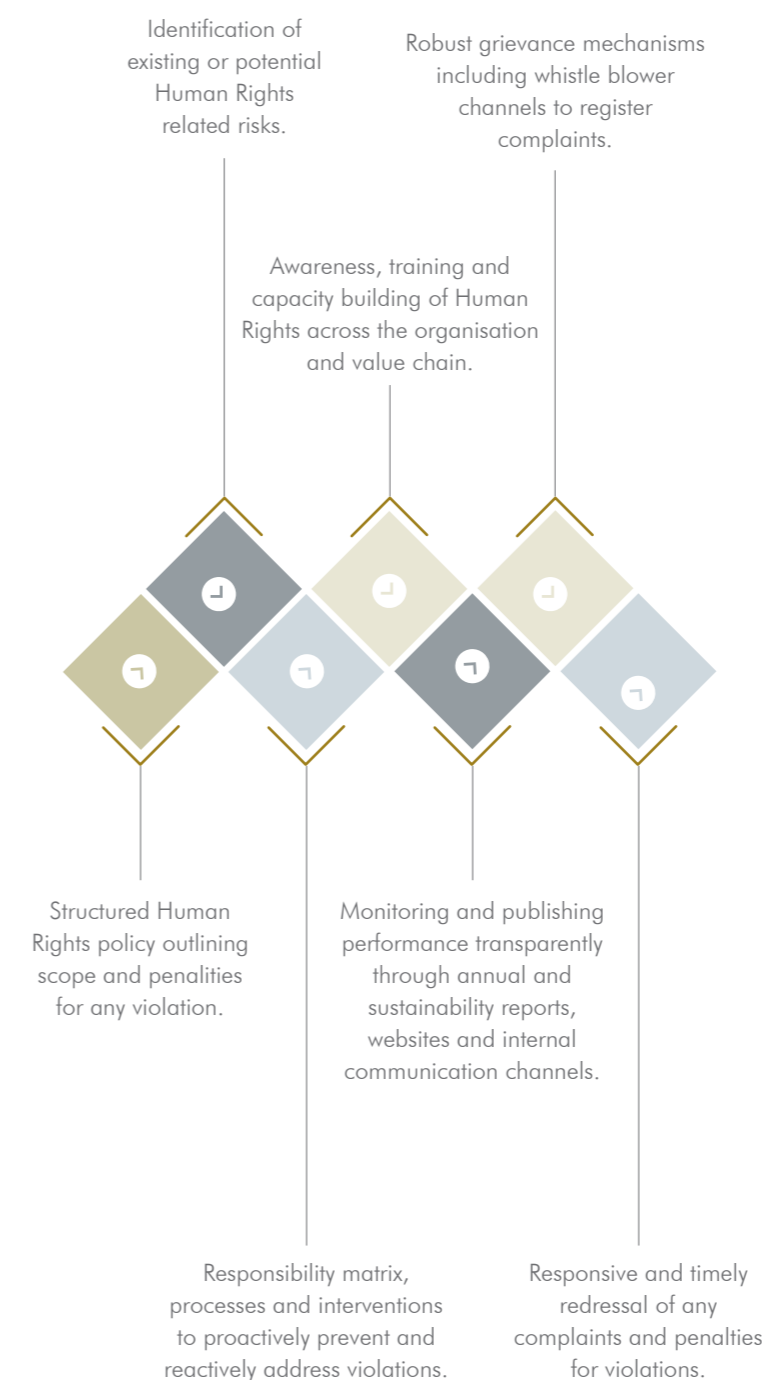 Identification of
existing or potential
Human Rights
related risks.
Robust grievance mechanisms
including whistle blower
channels to register
complaints.
Awareness, training and
capacity building of Human
Rights across the organisation
and value chain.
Structured Human
Rights policy outlining
scope and penalities
for any violation.
Monitoring and publishing
performance transparently
through annual and
sustainability reports,
websites and internal
communication channels.
Responsibility matrix,
processes and interventions
to proactively prevent and
reactively address violations.
Responsive and timely
redressal of any
complaints and penalties
for violations.